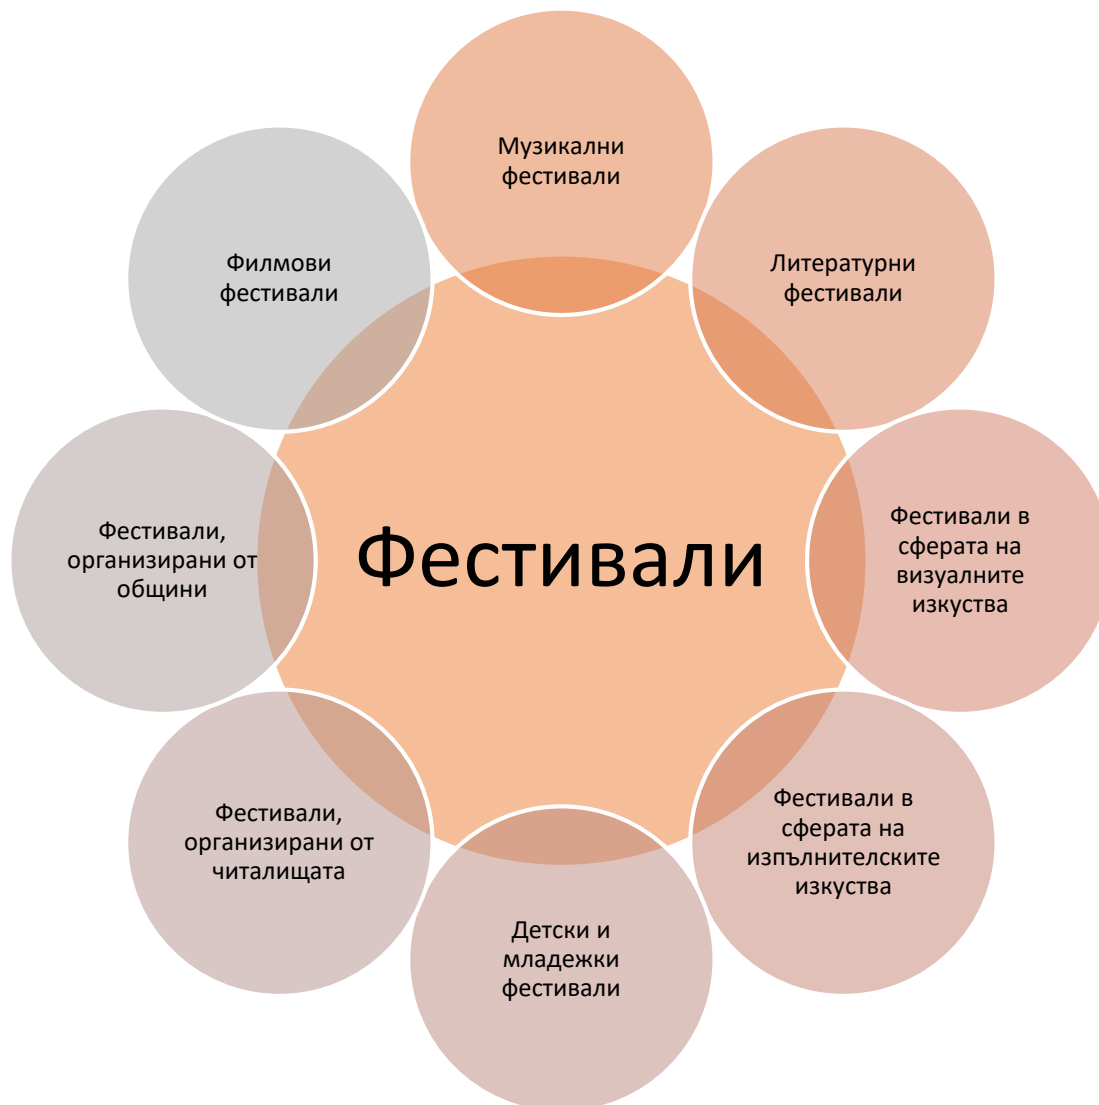 Музикални
фестивали
Литературни
фестивали
Фестивали в
сферата на
визуалните
изкуства
Фестивали в
сферата на
изпълнителските
изкуства
Детски и
младежки
фестивали
Фестивали,
организирани от
читалищата
Фестивали,
организирани от
общини
Филмови
фестивали
Фестивали